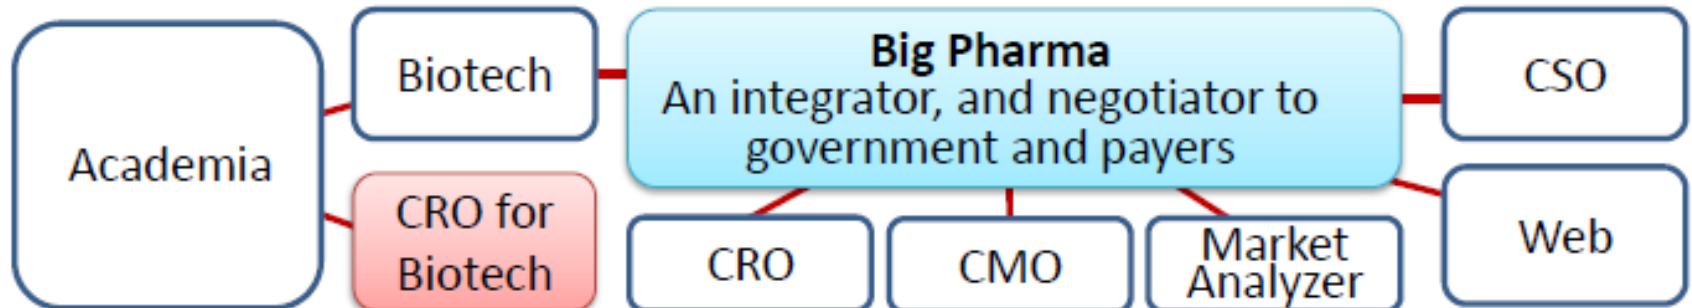 Academia
Biotech
CRO for
Biotech
Big Pharma
An integrator, and negotiator to
government and payers
CRO
CMO
Market
Analyzer
CSO
Web